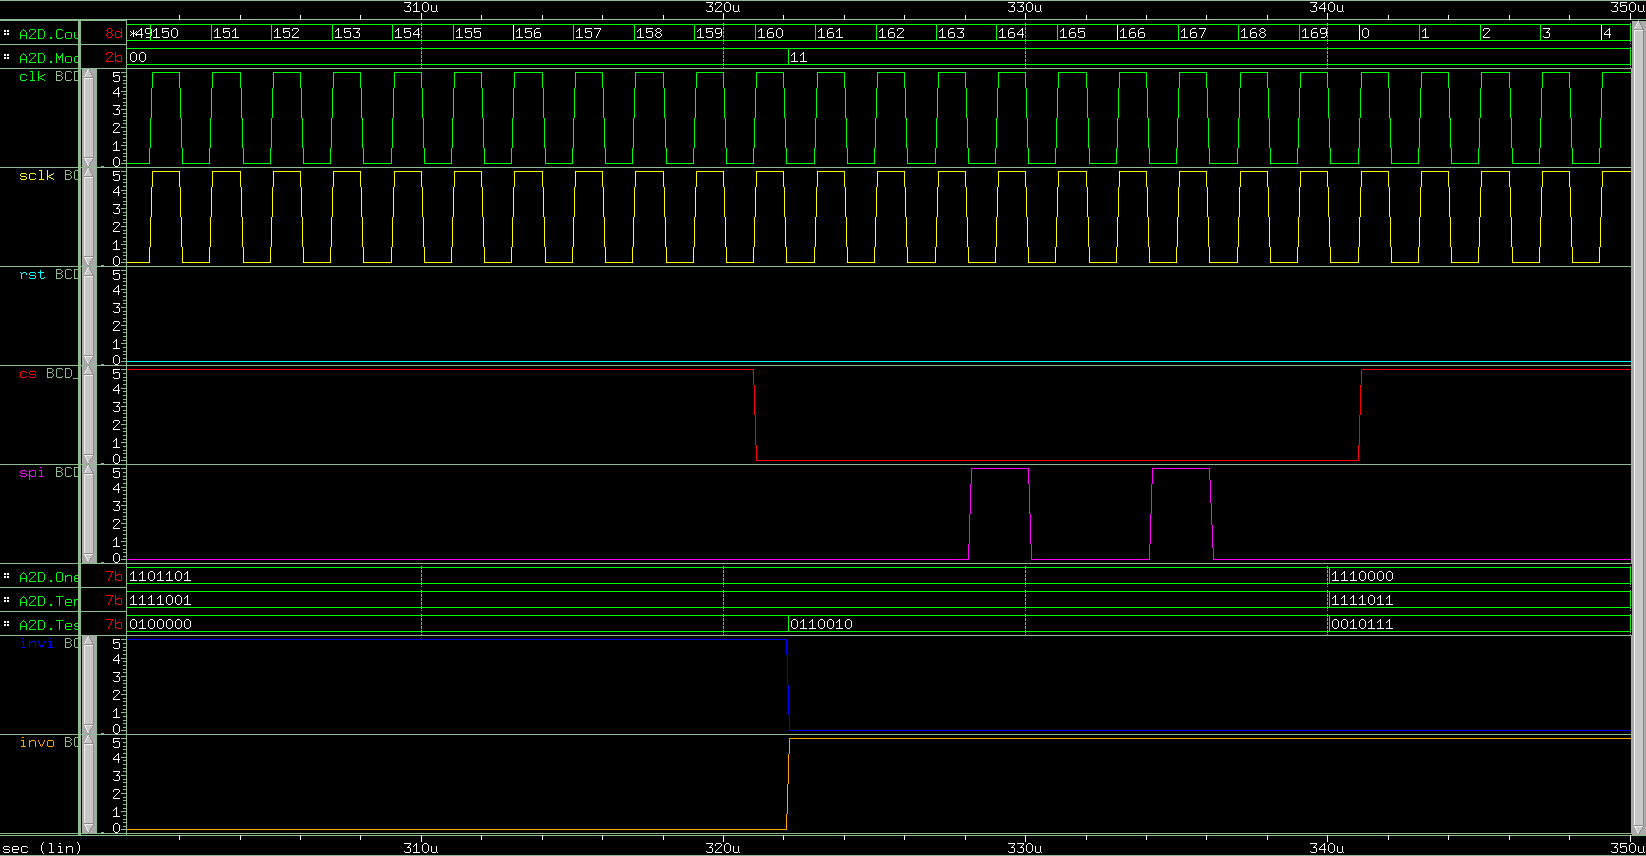 310u 320u 330u 340u 350u
A2D.Cou 8d *49 150 151 152 153 154 155 156 157 158 159 160 161 162 163 164 165 166 167 168 169 0 1 2 3 4
A2D.Mod 2b 00 11
clk BCD 5
4
3
2
1
0
sclk BC 5
4
3
2
1
0
rst BCD 5
4
3
2
1
0
cs BCD_ 5
4
3
2
1
0
spi BCD 5
4
3
2
1
0
A2D.One 7b 1101101 1110000
A2D.Ten 7b 1111001 1111011
A2D.Tes 7b 0100000 0110010 0010111
invi BC 5
4
3
2
1
0
invo BC 5
4
3
2
1
0
sec (lin) 310u 320u 330u 340u 350u